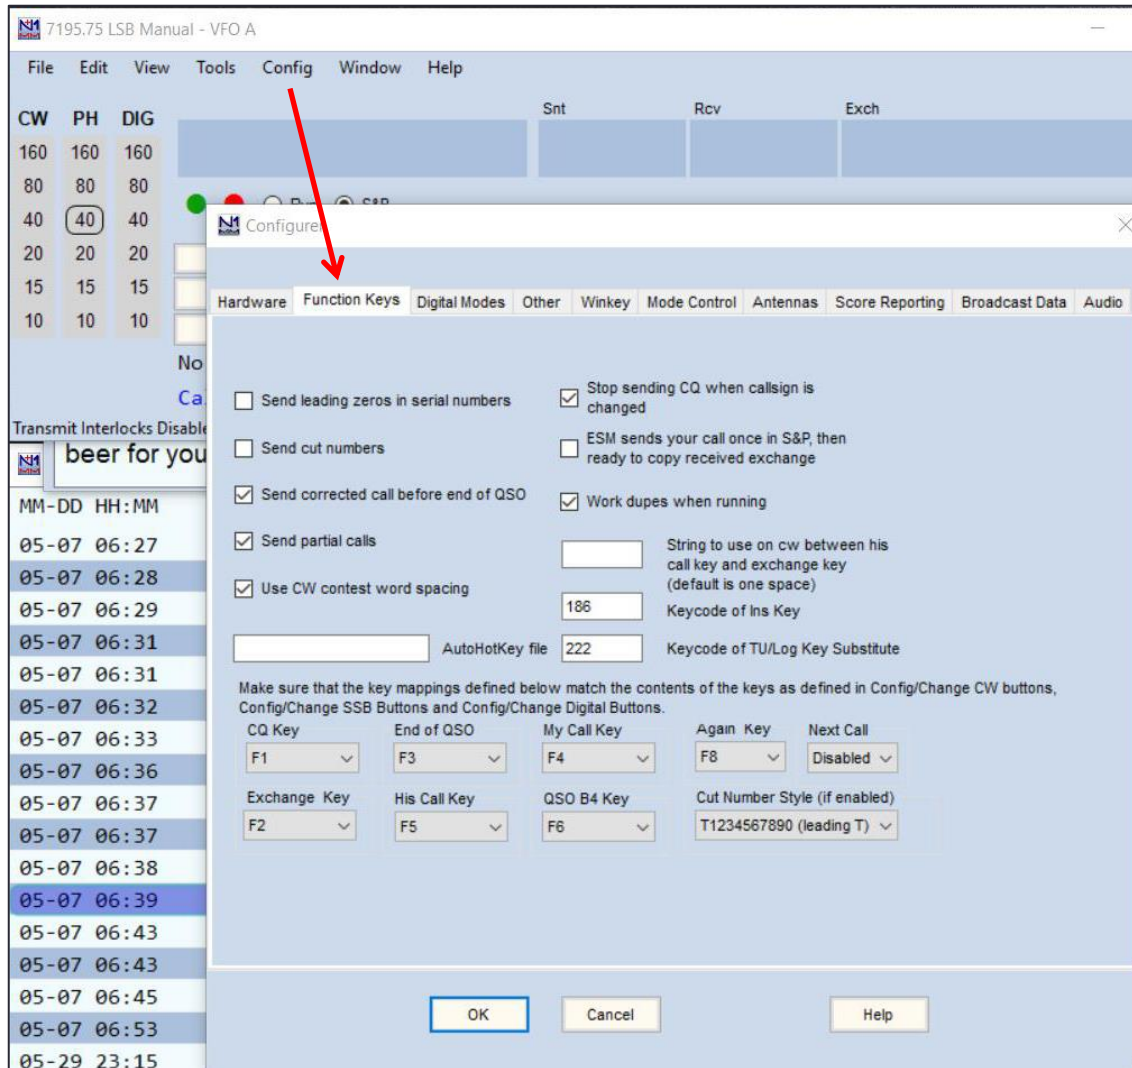 7195.75 LSB Manual - VFO A
File Edit View Tools Config Window Help
CW PH DIG
Snt Rcv Exch
160 160 160
80 80 80
40 40 40
20 20 20
15 15 15
10 10 10
S&P
Configurer
Hardware Function Keys Digital Modes Other Winkey Mode Control Antennas Score Reporting Broadcast Data Audio
No
Transmit Interlocks
beer for you
Send leading zeros in serial numbers
Stop sending CQ when callsign is
changed
Send cut numbers
ESM sends your call once in S&P, then
ready to copy received exchange
Send corrected call before end of QSO
Work dupes when running
Send partial calls
String to use on cw between his
call key and exchange key
(default is one space)
Use CW contest word spacing
186 Keycode of Ins Key
AutoHotKey file 222 Keycode of TU/Log Key Substitute
Make sure that the key mappings defined below match the contents of the keys as defined in Config/Change CW buttons,
Config/Change SSB Buttons and Config/Change Digital Buttons.
CQ Key End of QSO My Call Key Again Key Next Call
F1 F3 F4 F8 Disabled
Exchange Key His Call Key QSO B4 Key Cut Number Style (if enabled)
F2 F5 F6 T1234567890 (leading T)
OK Cancel Help
MM-DD HH:MM
05-07 06:27
05-07 06:28
05-07 06:29
05-07 06:31
05-07 06:31
05-07 06:32
05-07 06:33
05-07 06:36
05-07 06:37
05-07 06:37
05-07 06:38
05-07 06:39
05-07 06:43
05-07 06:43
05-07 06:45
05-07 06:53
05-29 23:15